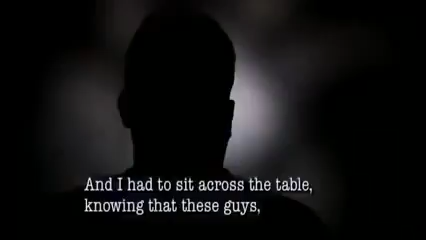 And I had to sit across the table,
knowing that these guys,